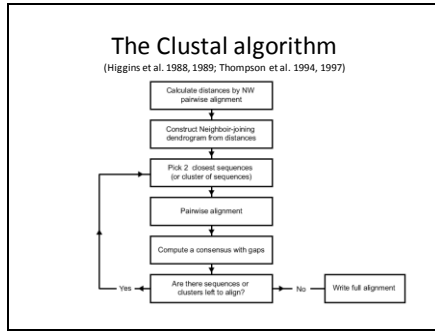 The Clustal algorithm
(Higgins et al. 1988, 1989; Thompson et al. 1994, 1997)
Calculate distances by NW
pairwise alignment
Construct Neighboir-joining
dendrogram from distances
Pick 2 closest sequences
(or cluster of sequences)
Pairwise alignment
Compute a consensus with gaps
Are there sequences or
clusters left to align?
Yes
No
Write full alignment